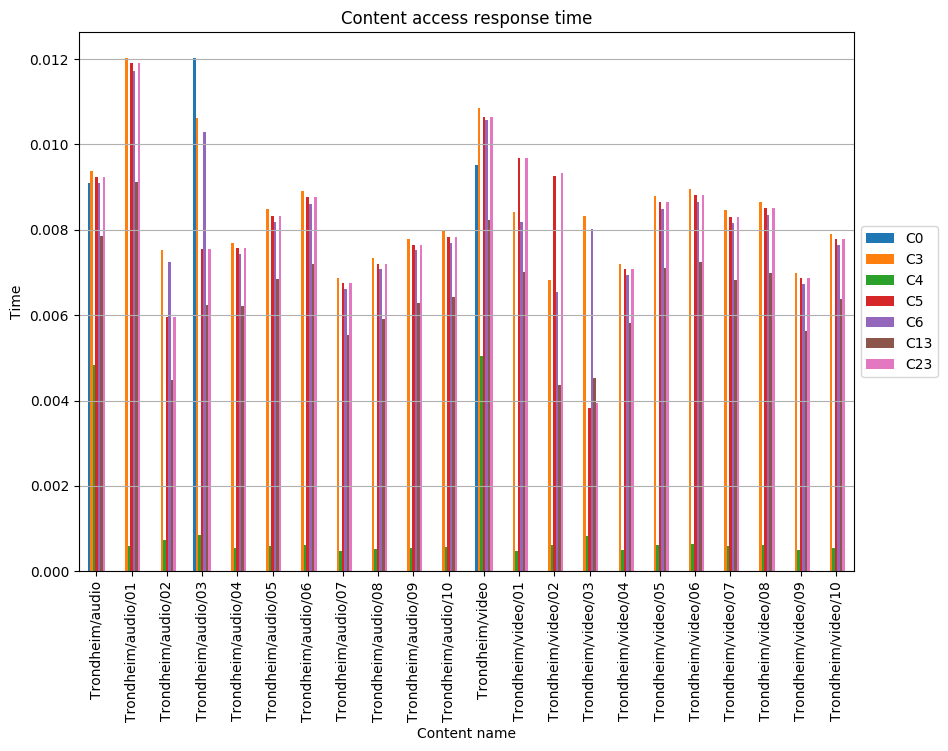 Content access response time
0.012
0.010
0.008
0.006
0.004
0.002
0.000
Time
C0
C3
C4
C5
C6
C13
C23
Trondheim/audio
Trondheim/audio/01
Trondheim/audio/02
Trondheim/audio/03
Trondheim/audio/04
Trondheim/audio/05
Trondheim/audio/06
Trondheim/audio/07
Trondheim/audio/08
Trondheim/audio/09
Trondheim/audio/10
Trondheim/video
Trondheim/video/01
Trondheim/video/02
Trondheim/video/03
Trondheim/video/04
Trondheim/video/05
Trondheim/video/06
Trondheim/video/07
Trondheim/video/08
Trondheim/video/09
Trondheim/video/10
Content name